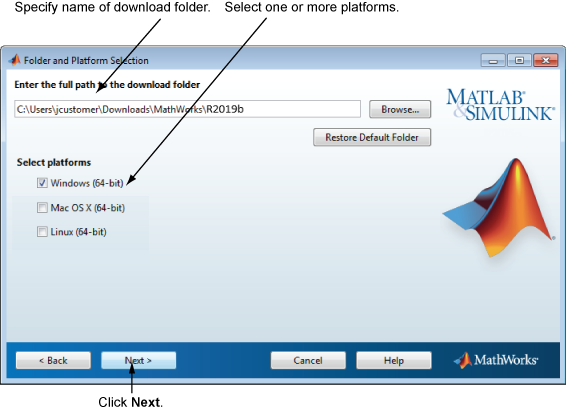 Specify name of download folder. Select one or more platforms.
Folder and Platform Selection
Enter the full path to the download folder
C:\Users\jcustomer\Downloads\MathWorks\R2019b
Browse...
MATLAB®
&SIMULINK®
Restore Default Folder
Select platforms
Windows (64-bit)
Mac OS X (64-bit)
Linux (64-bit)
< Back Next > Cancel Help MathWorks®
Click Next.